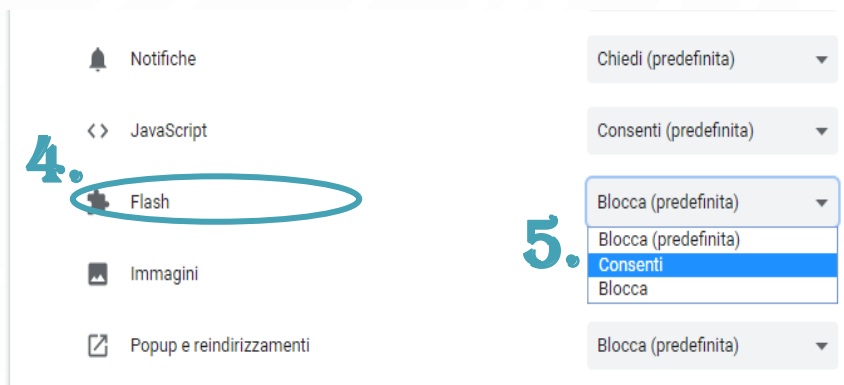 Notifiche
Chiedi (predefinita)
JavaScript
Consenti (predefinita)
4.
Flash
Blocca (predefinita)
5.
Blocca (predefinita)
Consenti
Blocca
Immagini
Popup e reindirizzamenti
Blocca (predefinita)